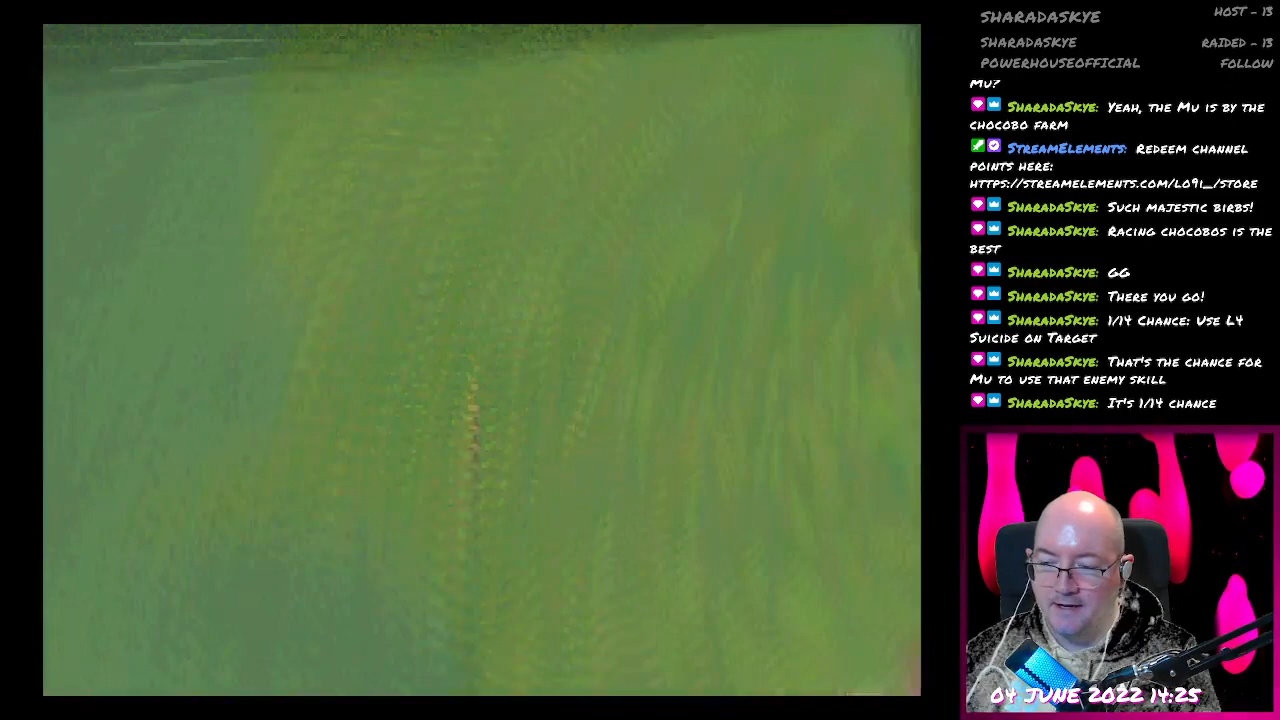 SHARADASKYE HOST - 13
SHARADASKYE RAIDED - 13
POWERHOUSEOFFICIAL FOLLOW
MU?
SHARADASKYE: YEAH, THE MU IS BY THE
CHOCOBO FARM
STREAMELEMENTS: REDEEM CHANNEL
POINTS HERE:
HTTPS://STREAMELEMENTS.COM/LO9I_/STORE
SHARADASKYE: SUCH MAJESTIC BIRBS!
SHARADASKYE: RACING CHOCOBOS IS THE
BEST
SHARADASKYE: GG
SHARADASKYE: THERE YOU GO!
SHARADASKYE: 1/14 CHANCE: USE L4
SUICIDE ON TARGET
SHARADASKYE: THAT'S THE CHANCE FOR
MU TO USE THAT ENEMY SKILL
SHARADASKYE: IT'S 1/14 CHANCE
04 JUNE 2022 14:25